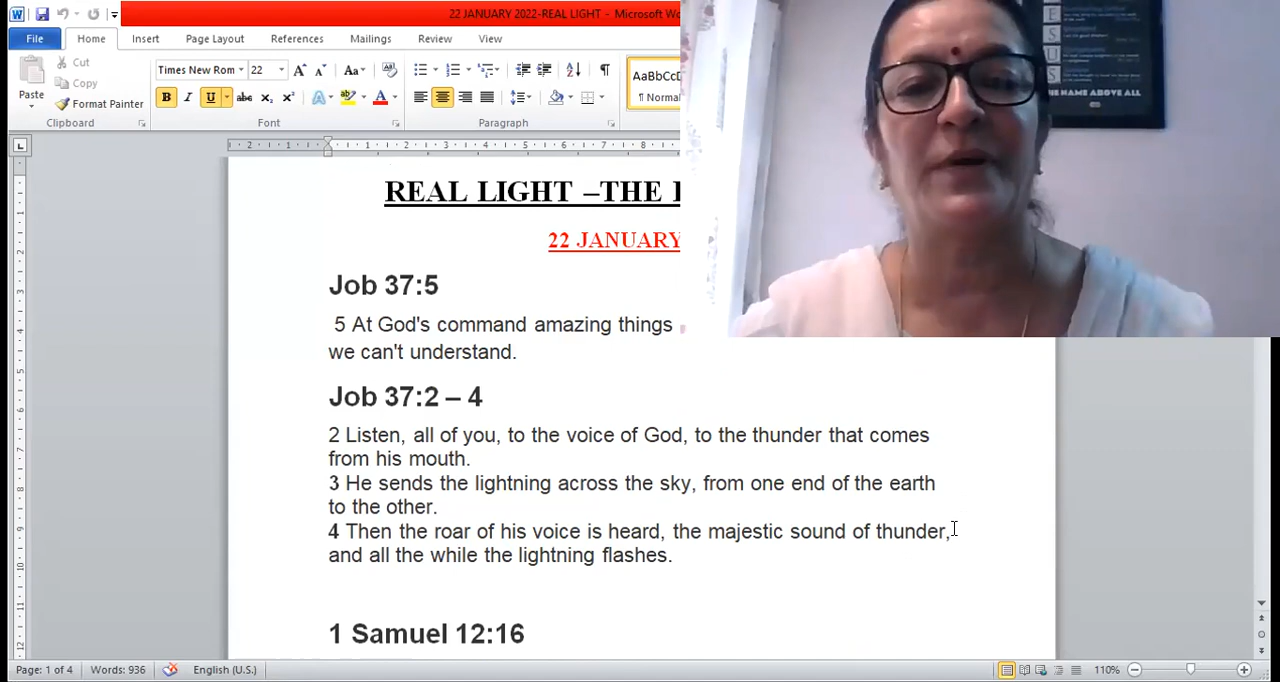 22 JANUARY 2022-REAL LIGHT - Microsoft Wo
File Home Insert Page Layout References Mailings Review View
Paste
Cut
Copy
Format Painter
Clipboard
Times New Rom 22
Font
Paragraph
AaBbCcD
¶ Normal
REAL LIGHT –THE
22 JANUARY
Job 37:5
5 At God's command amazing things
we can't understand.
Job 37:2 – 4
2 Listen, all of you, to the voice of God, to the thunder that comes
from his mouth.
3 He sends the lightning across the sky, from one end of the earth
to the other.
4 Then the roar of his voice is heard, the majestic sound of thunder,
and all the while the lightning flashes.
1 Samuel 12:16
Page: 1 of 4 Words: 936 English (U.S.) 110%
E
S
U
S
THE NAME ABOVE ALL